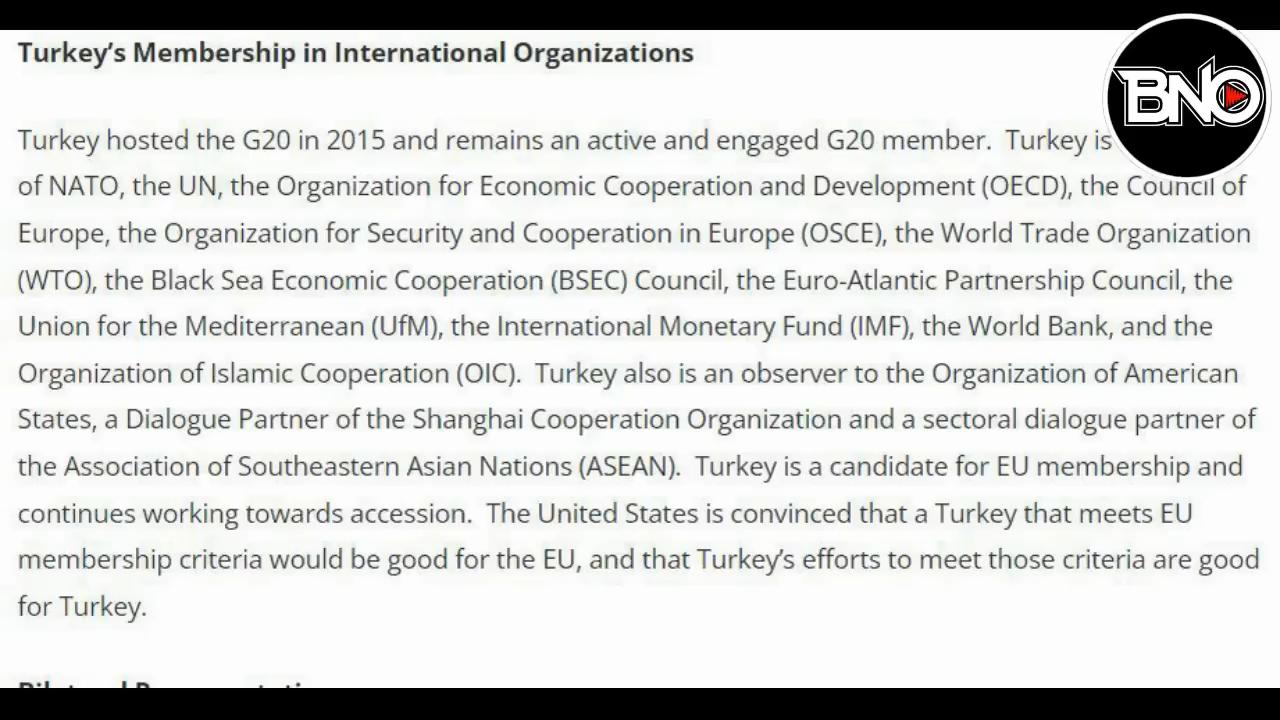 Turkey’s Membership in International Organizations
BNO
Turkey hosted the G20 in 2015 and remains an active and engaged G20 member. Turkey is
of NATO, the UN, the Organization for Economic Cooperation and Development (OECD), the Council of
Europe, the Organization for Security and Cooperation in Europe (OSCE), the World Trade Organization
(WTO), the Black Sea Economic Cooperation (BSEC) Council, the Euro-Atlantic Partnership Council, the
Union for the Mediterranean (UfM), the International Monetary Fund (IMF), the World Bank, and the
Organization of Islamic Cooperation (OIC). Turkey also is an observer to the Organization of American
States, a Dialogue Partner of the Shanghai Cooperation Organization and a sectoral dialogue partner of
the Association of Southeastern Asian Nations (ASEAN). Turkey is a candidate for EU membership and
continues working towards accession. The United States is convinced that a Turkey that meets EU
membership criteria would be good for the EU, and that Turkey’s efforts to meet those criteria are good
for Turkey.